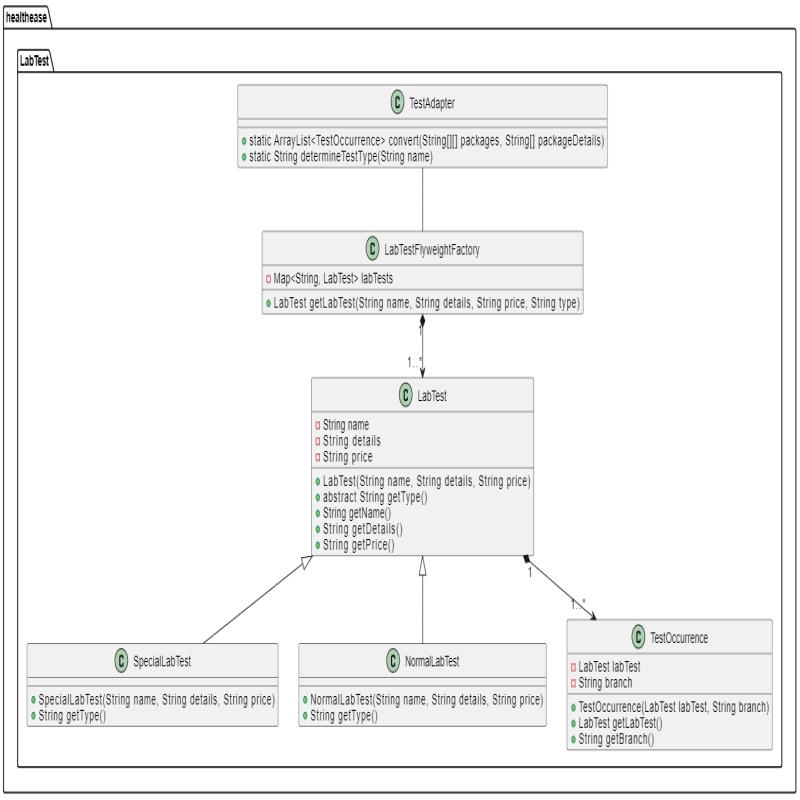 healthease
LabTest
C TestAdapter
static ArrayList<TestOccurrence> convert(String[][] packages, String[] packageDetails)
static String determineTestType(String name)
C LabTestFlyweightFactory
Map<String, LabTest> labTests
LabTest getLabTest(String name, String details, String price, String type)
1
1..*
C LabTest
String name
String details
String price
LabTest(String name, String details, String price)
abstract String getType()
String getName()
String getDetails()
String getPrice()
1
1..*
C SpecialLabTest
SpecialLabTest(String name, String details, String price)
String getType()
C NormalLabTest
NormalLabTest(String name, String details, String price)
String getType()
C TestOccurrence
LabTest labTest
String branch
TestOccurrence(LabTest labTest, String branch)
LabTest getLabTest()
String getBranch()